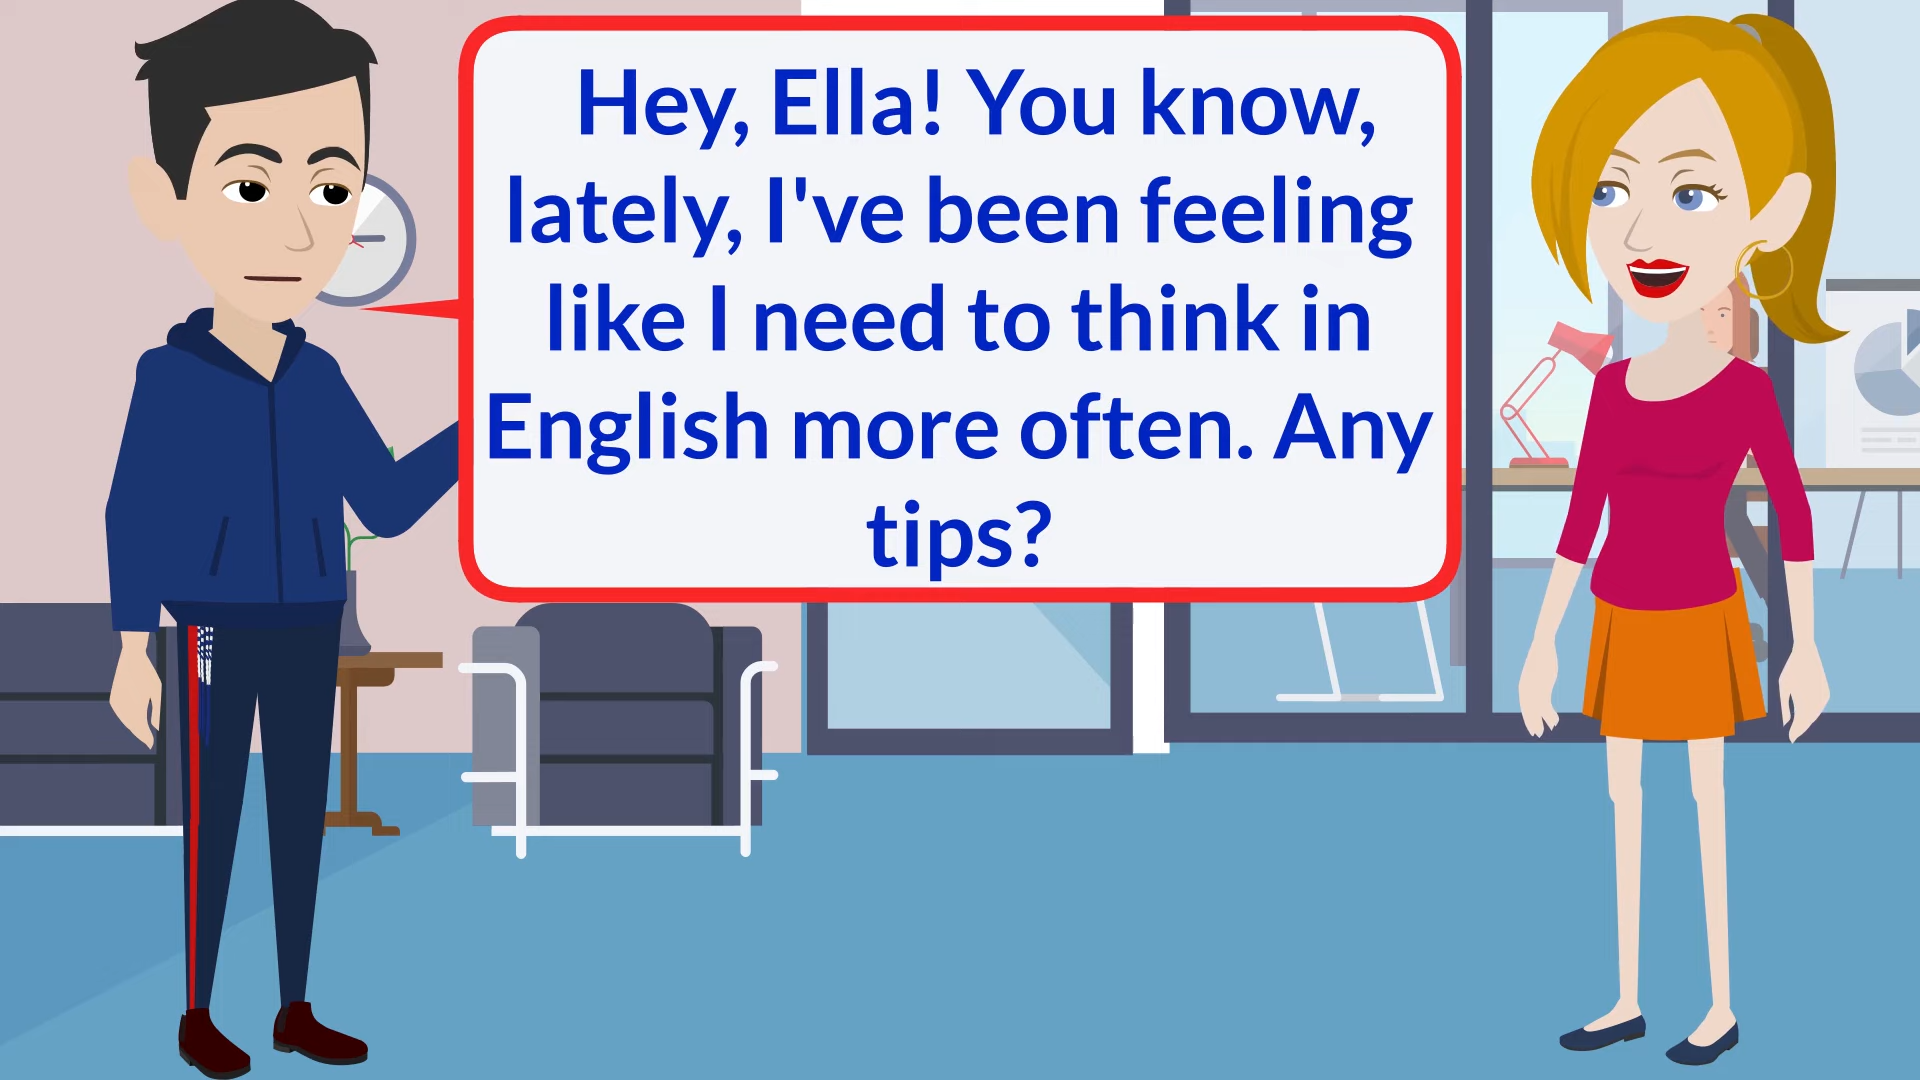 Hey, Ella! You know,
lately, I've been feeling
like I need to think in
English more often. Any
tips?